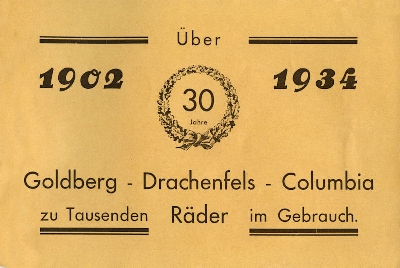 Über
1902 1934
30
Jahre
Goldberg - Drachenfels - Columbia
zu Tausenden Räder im Gebrauch.